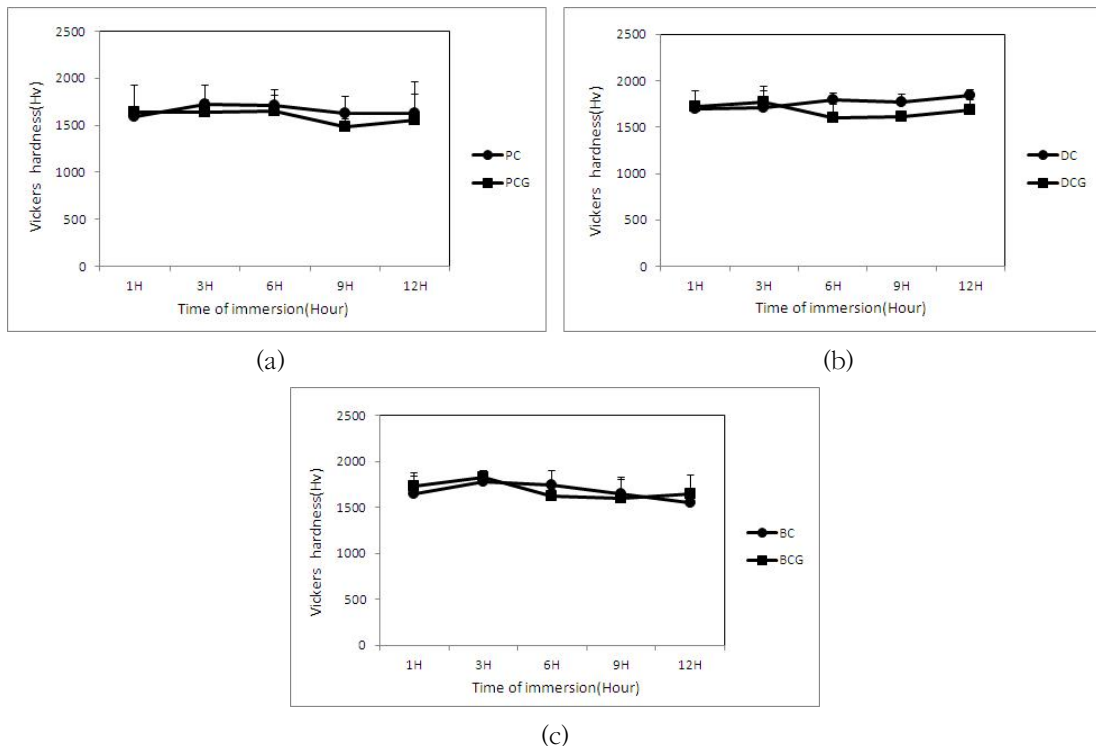 2500
2000
1500
1000
500
0
Vickers hardness(Hv)
1H 3H 6H 9H 12H
Time of immersion(Hour)
PC
PCG
(a)
2500
2000
1500
1000
500
0
Vickers hardness(Hv)
1H 3H 6H 9H 12H
Time of immersion(Hour)
DC
DCG
(b)
2500
2000
1500
1000
500
0
Vickers hardness(Hv)
1H 3H 6H 9H 12H
Time of immersion(Hour)
BC
BCG
(c)